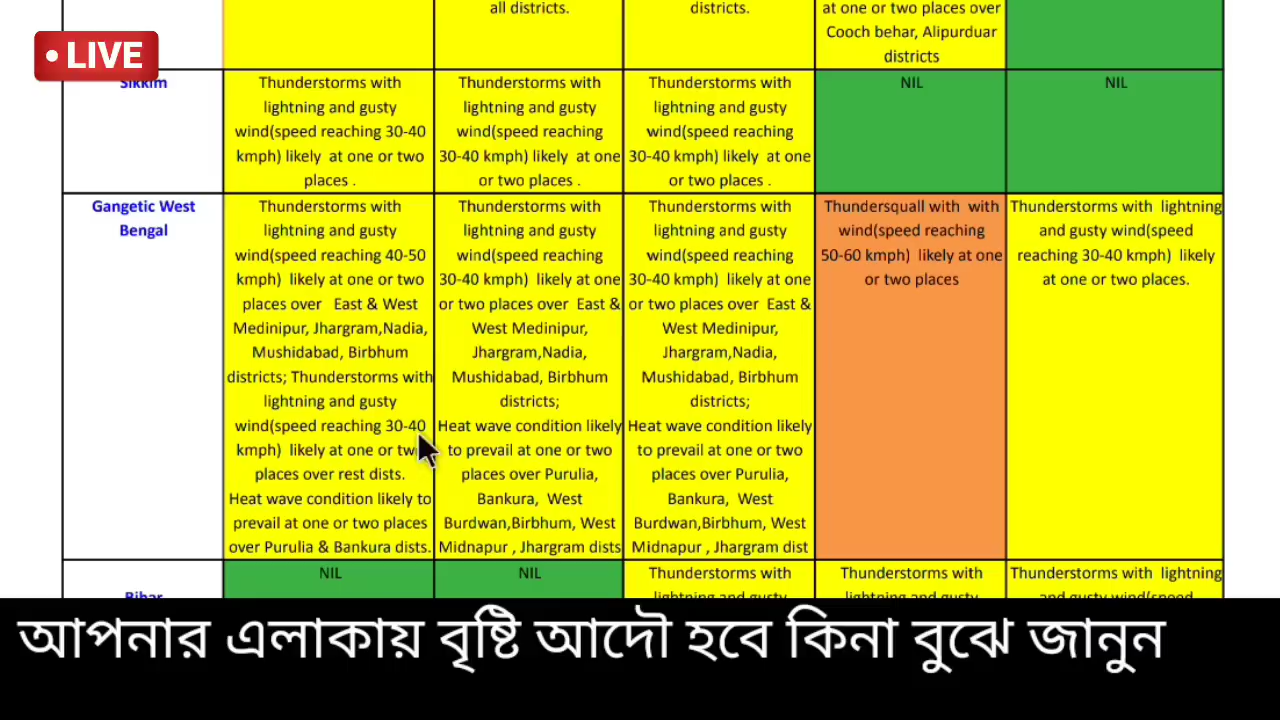 all districts.
districts.
at one or two places over
Cooch behar, Alipurduar
districts
• LIVE
Sikkim
Thunderstorms with
lightning and gusty
wind(speed reaching 30-40
kmph) likely at one or two
places .
Thunderstorms with
lightning and gusty
wind(speed reaching
30-40 kmph) likely at one
or two places .
Thunderstorms with
lightning and gusty
wind(speed reaching
30-40 kmph) likely at one
or two places .
NIL
NIL
Gangetic West
Bengal
Thunderstorms with
lightning and gusty
wind(speed reaching 40-50
kmph) likely at one or two
places over East & West
Medinipur, Jhargram,Nadia,
Mushidabad, Birbhum
districts; Thunderstorms with
lightning and gusty
wind(speed reaching 30-40
kmph) likely at one or two
places over rest dists.
Heat wave condition likely to
prevail at one or two places
over Purulia & Bankura dists.
Thunderstorms with
lightning and gusty
wind(speed reaching
30-40 kmph) likely at one
or two places over East &
West Medinipur,
Jhargram,Nadia,
Mushidabad, Birbhum
districts;
Heat wave condition likely
to prevail at one or two
places over Purulia,
Bankura, West
Burdwan,Birbhum, West
Midnapur , Jhargram dists
Thunderstorms with
lightning and gusty
wind(speed reaching
30-40 kmph) likely at one
or two places over East &
West Medinipur,
Jhargram,Nadia,
Mushidabad, Birbhum
districts;
Heat wave condition likely
to prevail at one or two
places over Purulia,
Bankura, West
Burdwan,Birbhum, West
Midnapur , Jhargram dist
Thundersquall with with
wind(speed reaching
50-60 kmph) likely at one
or two places
Thunderstorms with lightning
and gusty wind(speed
reaching 30-40 kmph) likely
at one or two places.
Bihar
NIL
NIL
Thunderstorms with
lightning and gusty
Thunderstorms with
lightning and gusty
Thunderstorms with lightning
and gusty wind(speed
আপনার এলাকায় বৃষ্টি আদৌ হবে কিনা বুঝে জানুন